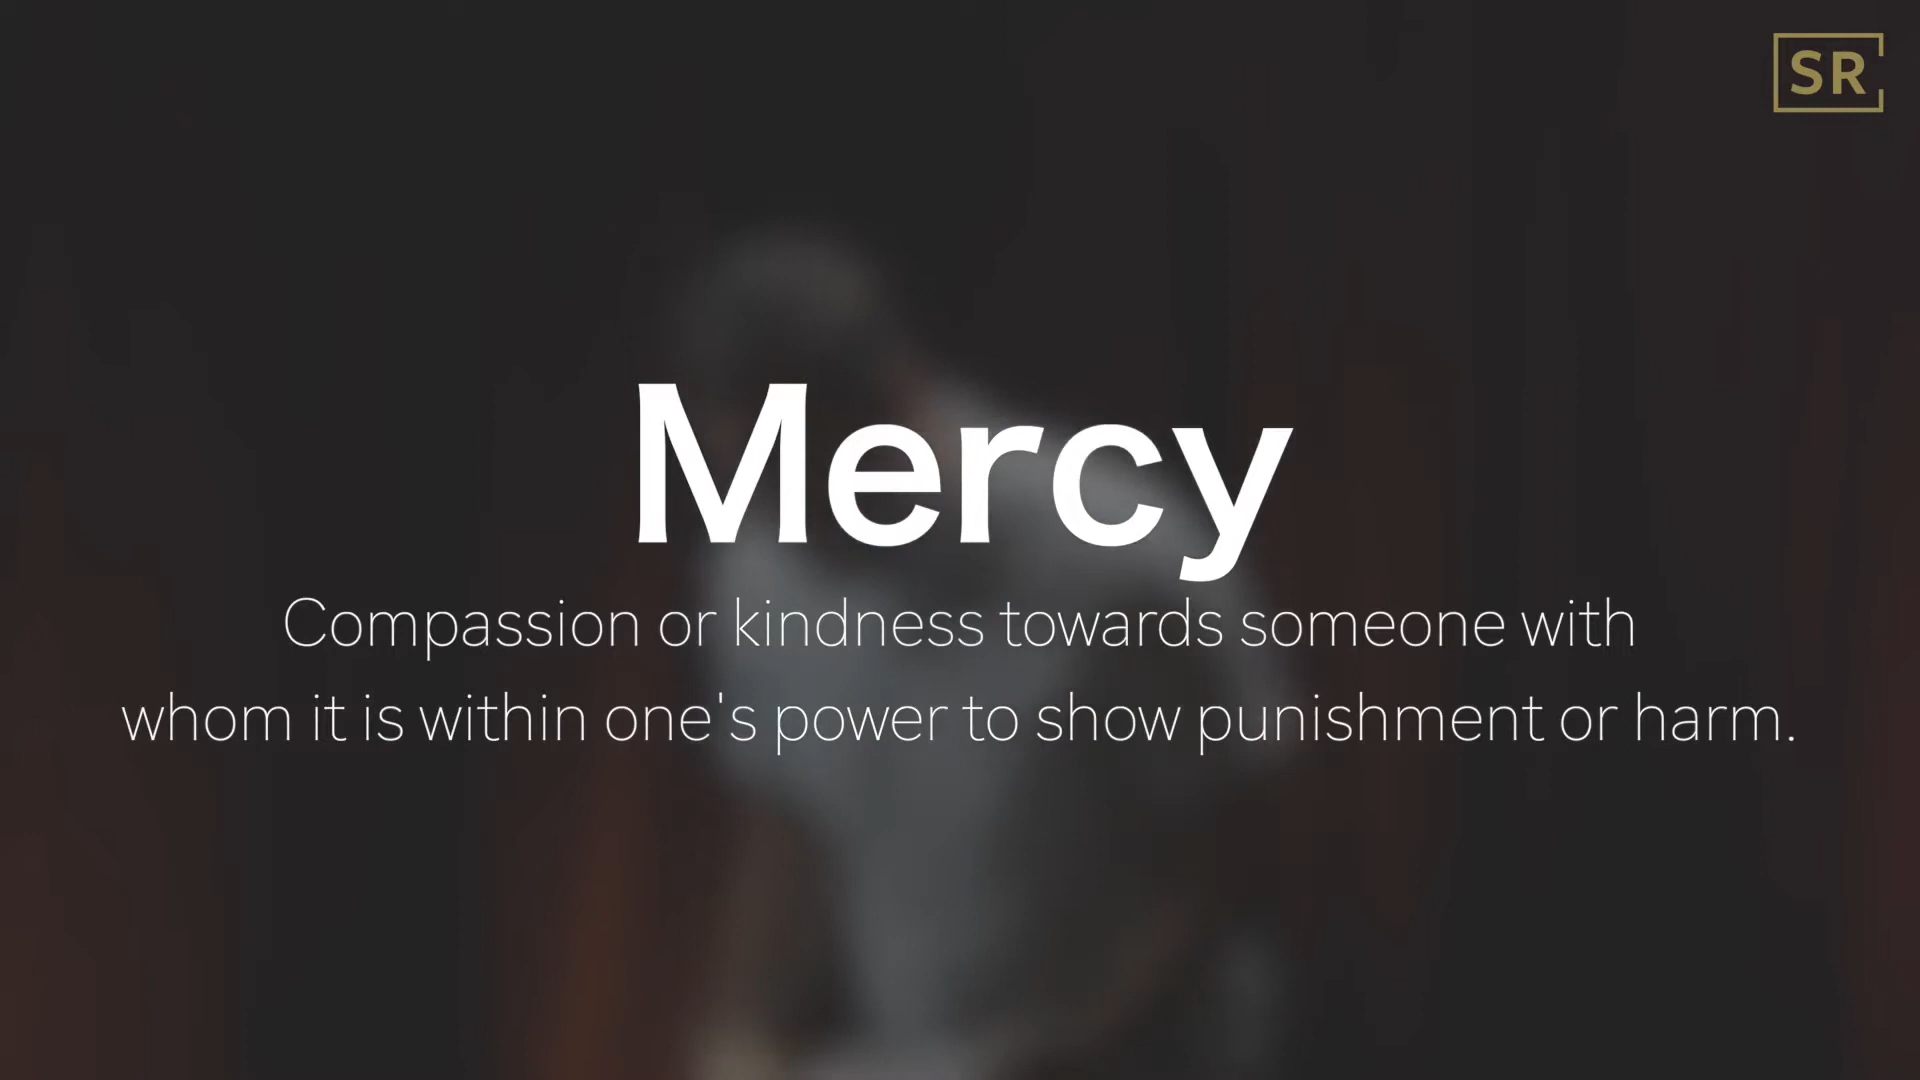 SR
Mercy
Compassion or kindness towards someone with
whom it is within one's power to show punishment or harm.